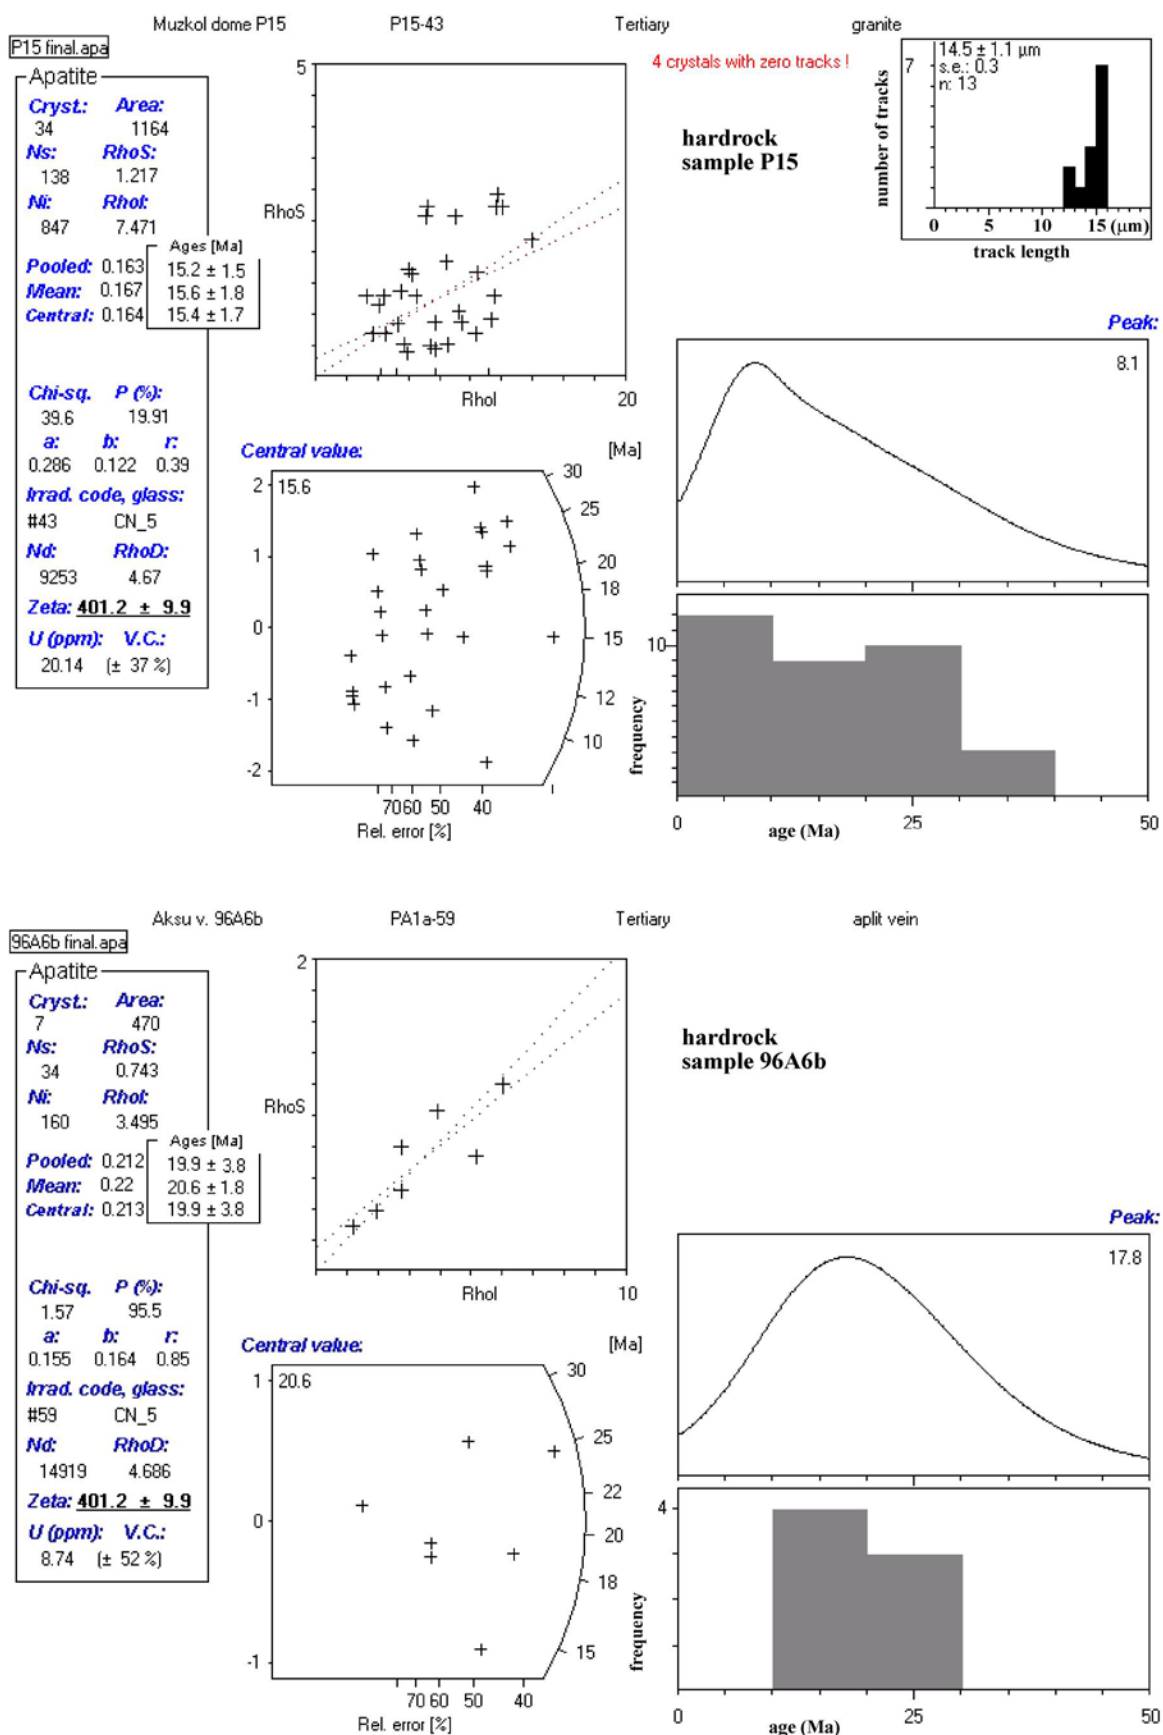 Muzkol dome P15 P15-43 Tertiary granite
P15 final.apa
Apatite
Cryst.: Area:
34 1164
Ns: RhoS:
138 1.217
Ni: RhoI:
847 7.471
Ages [Ma]
Pooled: 0.163 15.2 ± 1.5
Mean: 0.167 15.6 ± 1.8
Central: 0.164 15.4 ± 1.7
Chi-sq. P (%):
39.6 19.91
a: b: r:
0.286 0.122 0.39
Irrad. code, glass:
#43 CN_5
Nd: RhoD:
9253 4.67
Zeta: 401.2 ± 9.9
U (ppm): V.C.:
20.14 (± 37 %)
5
RhoS
RhoI 20
4 crystals with zero tracks !
hardrock
sample P15
14.5 ± 1.1 µm
s.e.: 0.3
n: 13
7
number of tracks
0 5 10 15 (µm)
track length
Central value: [Ma]
15.6
2
1
0
-1
-2
30
25
20
18
15
12
10
70 60 50 40
Rel. error [%]
Peak:
8.1
10
frequency
0 25 50
age (Ma)
Aksu v. 96A6b PA1a-59 Tertiary aplit vein
96A6b final.apa
Apatite
Cryst.: Area:
7 470
Ns: RhoS:
34 0.743
Ni: RhoI:
160 3.495
Ages [Ma]
Pooled: 0.212 19.9 ± 3.8
Mean: 0.22 20.6 ± 1.8
Central: 0.213 19.9 ± 3.8
Chi-sq. P (%):
1.57 95.5
a: b: r:
0.155 0.164 0.85
Irrad. code, glass:
#59 CN_5
Nd: RhoD:
14919 4.686
Zeta: 401.2 ± 9.9
U (ppm): V.C.:
8.74 (± 52 %)
2
RhoS
RhoI 10
hardrock
sample 96A6b
Central value: [Ma]
20.6
1
0
-1
30
25
22
20
18
15
70 60 50 40
Rel. error [%]
Peak:
17.8
4
frequency
0 25 50
age (Ma)